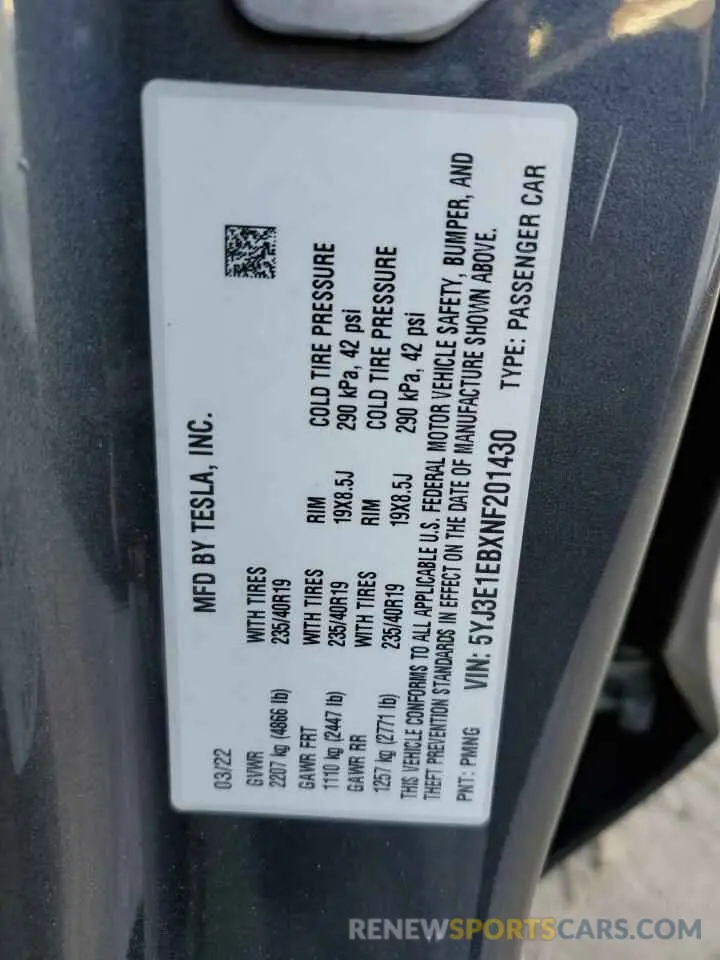 MFD BY TESLA, INC.
03/22
GVWR WITH TIRES
2207 kg (4866 lb) 235/40R19
GAWR FRT WITH TIRES RIM COLD TIRE PRESSURE
1110 kg (2447 lb) 235/40R19 19X8.5J 290 kPa, 42 psi
GAWR RR WITH TIRES RIM COLD TIRE PRESSURE
1257 kg (2771 lb) 235/40R19 19X8.5J 290 kPa, 42 psi
THIS VEHICLE CONFORMS TO ALL APPLICABLE U.S. FEDERAL MOTOR VEHICLE SAFETY, BUMPER, AND
THEFT PREVENTION STANDARDS IN EFFECT ON THE DATE OF MANUFACTURE SHOWN ABOVE.
PNT: PMNG VIN: 5YJ3E1EBXNF201430 TYPE: PASSENGER CAR
RENEWSPORTSCARS.COM